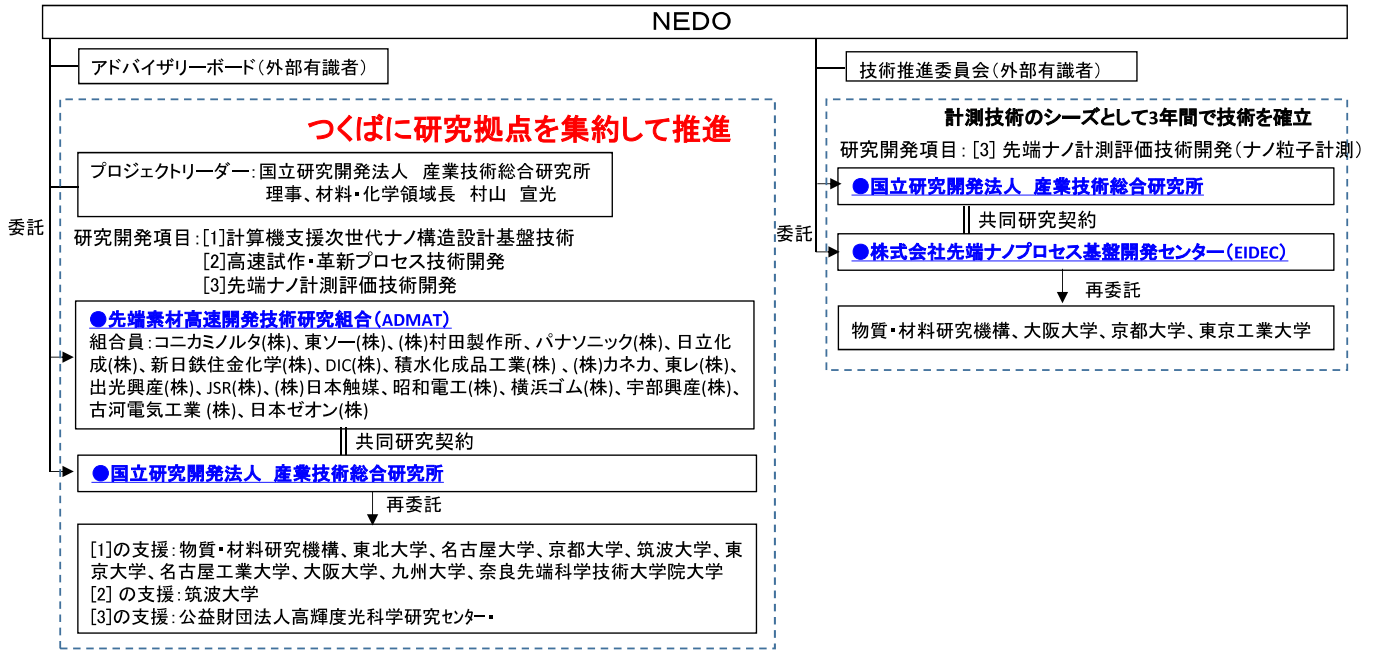 NEDO
アドバイザリーボード(外部有識者)
つくばに研究拠点を集約して推進
プロジェクトリーダー:国立研究開発法人 産業技術総合研究所
理事、材料・化学領域長 村山 宣光
委託
研究開発項目:[1]計算機支援次世代ナノ構造設計基盤技術
[2]高速試作・革新プロセス技術開発
[3]先端ナノ計測評価技術開発
●先端素材高速開発技術研究組合(ADMAT)
組合員:コニカミノルタ(株)、東ソー(株)、(株)村田製作所、パナソニック(株)、日立化
成(株)、新日鉄住金化学(株)、DIC(株)、積水化成品工業(株)、(株)カネカ、東レ(株)、
出光興産(株)、JSR(株)、(株)日本触媒、昭和電工(株)、横浜ゴム(株)、宇部興産(株)、
古河電気工業(株)、日本ゼオン(株)
共同研究契約
●国立研究開発法人 産業技術総合研究所
再委託
[1]の支援:物質・材料研究機構、東北大学、名古屋大学、京都大学、筑波大学、東
京大学、名古屋工業大学、大阪大学、九州大学、奈良先端科学技術大学院大学
[2]の支援:筑波大学
[3]の支援:公益財団法人高輝度光科学研究センター・
技術推進委員会(外部有識者)
計測技術のシーズとして3年間で技術を確立
研究開発項目:[3] 先端ナノ計測評価技術開発(ナノ粒子計測)
●国立研究開発法人 産業技術総合研究所
共同研究契約
委託
●株式会社先端ナノプロセス基盤開発センター(EIDEC)
再委託
物質・材料研究機構、大阪大学、京都大学、東京工業大学